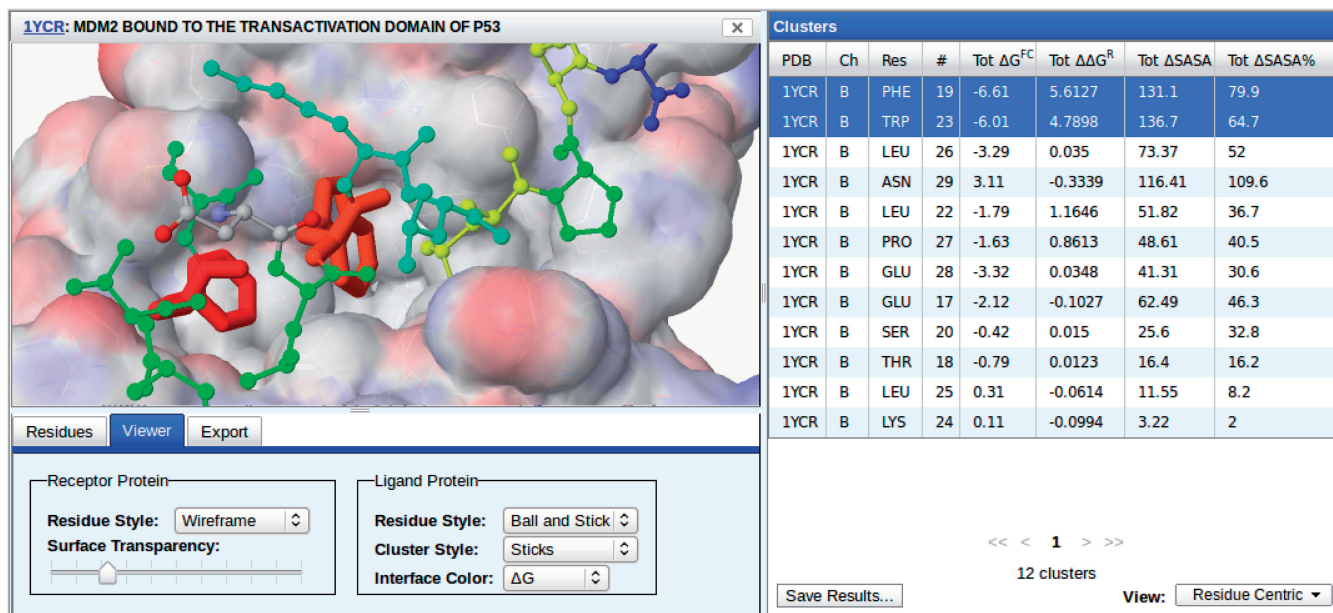 1YCR: MDM2 BOUND TO THE TRANSACTIVATION DOMAIN OF P53
Residues Viewer Export
Receptor Protein
Residue Style: Wireframe
Surface Transparency:
Ligand Protein
Residue Style: Ball and Stick
Cluster Style: Sticks
Interface Color: ΔG
Clusters
PDB Ch Res # Tot ΔG^FC Tot ΔΔG^R Tot ΔSASA Tot ΔSASA%
1YCR B PHE 19 -6.61 5.6127 131.1 79.9
1YCR B TRP 23 -6.01 4.7898 136.7 64.7
1YCR B LEU 26 -3.29 0.035 73.37 52
1YCR B ASN 29 3.11 -0.3339 116.41 109.6
1YCR B LEU 22 -1.79 1.1646 51.82 36.7
1YCR B PRO 27 -1.63 0.8613 48.61 40.5
1YCR B GLU 28 -3.32 0.0348 41.31 30.6
1YCR B GLU 17 -2.12 -0.1027 62.49 46.3
1YCR B SER 20 -0.42 0.015 25.6 32.8
1YCR B THR 18 -0.79 0.0123 16.4 16.2
1YCR B LEU 25 0.31 -0.0614 11.55 8.2
1YCR B LYS 24 0.11 -0.0994 3.22 2
<< < 1 > >>
12 clusters
Save Results... View: Residue Centric